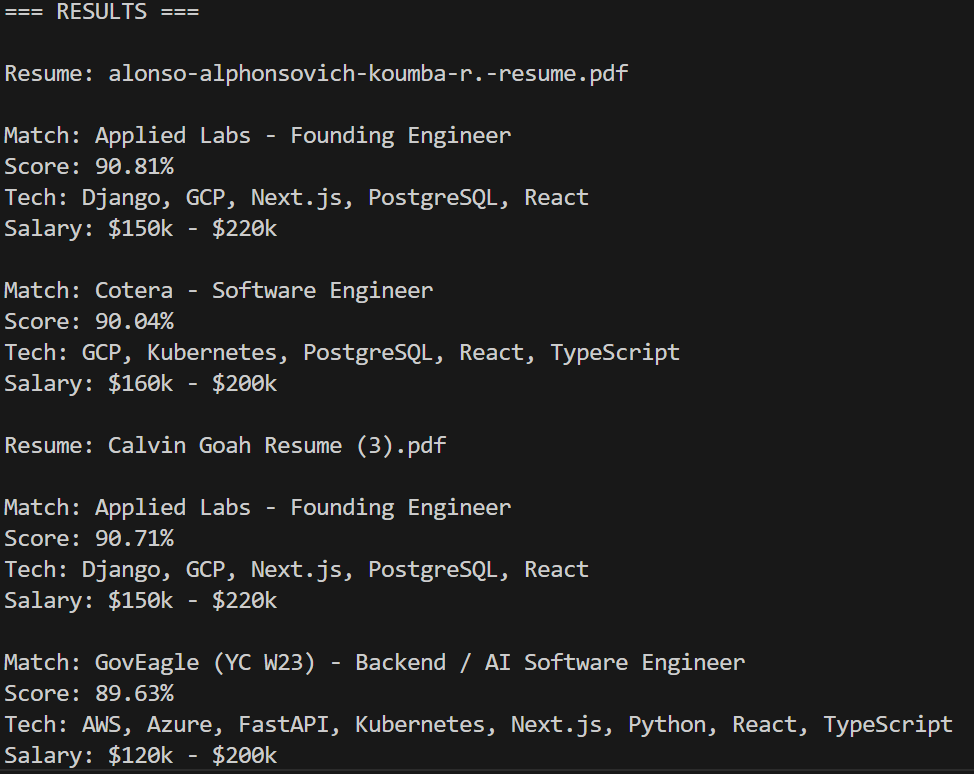 === RESULTS ===
Resume: alonso-alphonsovich-koumba-r.-resume.pdf
Match: Applied Labs - Founding Engineer
Score: 90.81%
Tech: Django, GCP, Next.js, PostgreSQL, React
Salary: $150k - $220k
Match: Cotera - Software Engineer
Score: 90.04%
Tech: GCP, Kubernetes, PostgreSQL, React, TypeScript
Salary: $160k - $200k
Resume: Calvin Goah Resume (3).pdf
Match: Applied Labs - Founding Engineer
Score: 90.71%
Tech: Django, GCP, Next.js, PostgreSQL, React
Salary: $150k - $220k
Match: GovEagle (YC W23) - Backend / AI Software Engineer
Score: 89.63%
Tech: AWS, Azure, FastAPI, Kubernetes, Next.js, Python, React, TypeScript
Salary: $120k - $200k